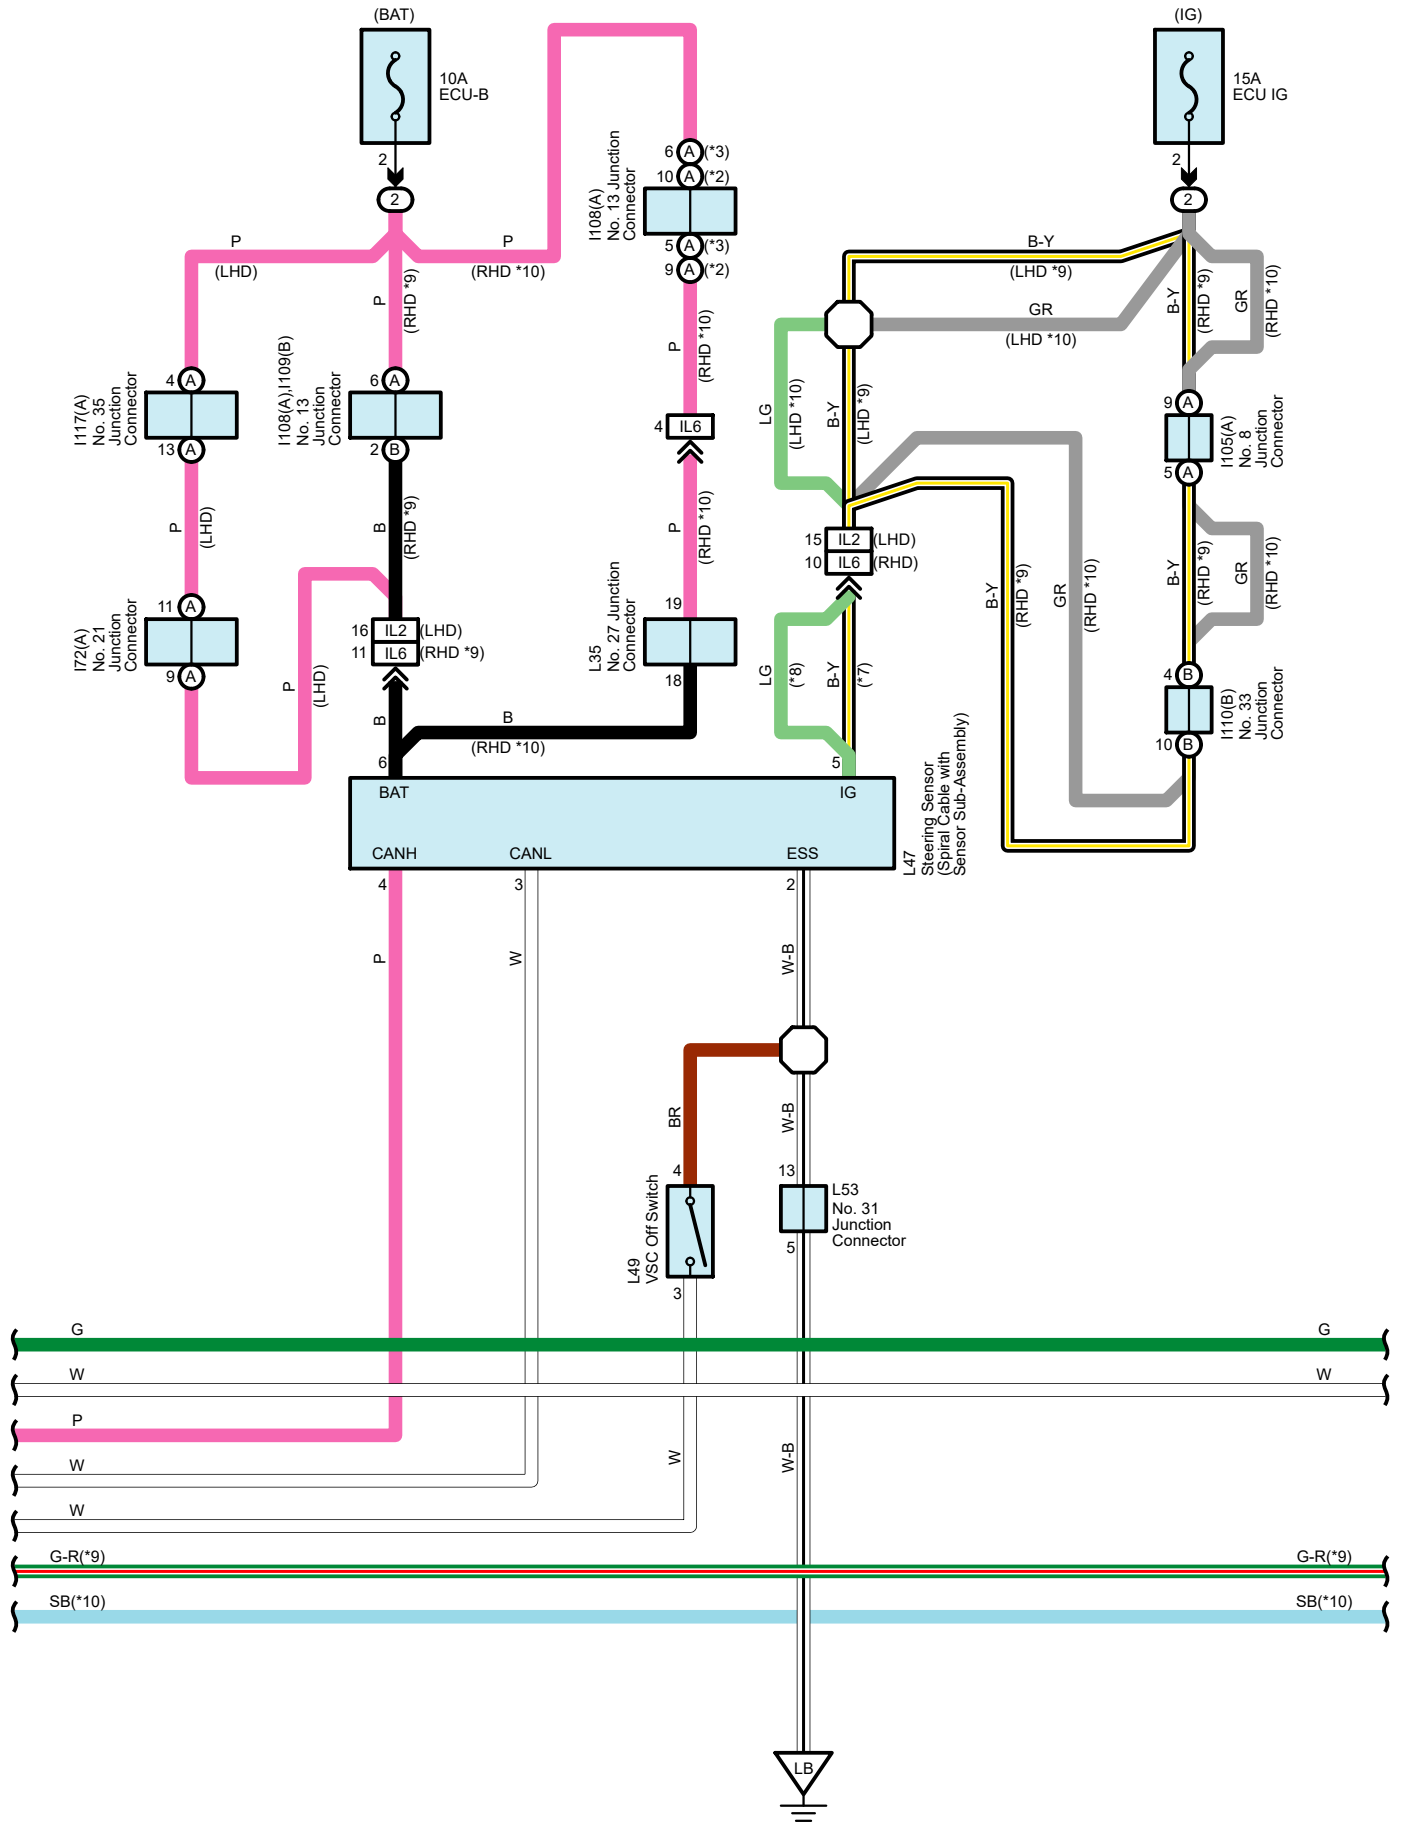 (BAT)
(IG)
10A
ECU-B
15A
ECU IG
2
2
2
2
6 A (*3)
10 A (*2)
I108(A)
No. 13 Junction
Connector
5 A (*3)
9 A (*2)
P
(LHD)
P
(RHD *10)
P
(RHD *9)
B-Y
(LHD *9)
GR
(LHD *10)
B-Y
(RHD *9)
GR
(RHD *10)
P
(RHD *10)
4 A
I117(A)
No. 35
Junction
Connector
13 A
6 A
I108(A),I109(B)
No. 13
Junction
Connector
2 B
LG
(LHD *10)
B-Y
(LHD *9)
9 A
I105(A)
No. 8
Junction
Connector
5 A
4 IL6
P
(LHD)
B
(RHD *9)
P
(RHD *10)
15 IL2 (LHD)
10 IL6 (RHD)
B-Y
(RHD *9)
GR
(RHD *10)
B-Y
(RHD *9)
GR
(RHD *10)
11 A
I72(A)
No. 21
Junction
Connector
9 A
16 IL2 (LHD)
11 IL6 (RHD *9)
19
L35
No. 27 Junction
Connector
18
P
(LHD)
B
B
(RHD *10)
LG
(*8)
B-Y
(*7)
4 B
I110(B)
No. 33
Junction
Connector
10 B
6
5
BAT
IG
CANH
CANL
ESS
L47
Steering Sensor
(Spiral Cable with
Sensor Sub-Assembly)
4
3
2
P
W
W-B
BR
W-B
4
13
L49
VSC Off Switch
L53
No. 31
Junction
Connector
3
5
G
G
W
W
P
W
W
W-B
W
W
G-R(*9)
G-R(*9)
SB(*10)
SB(*10)
LB